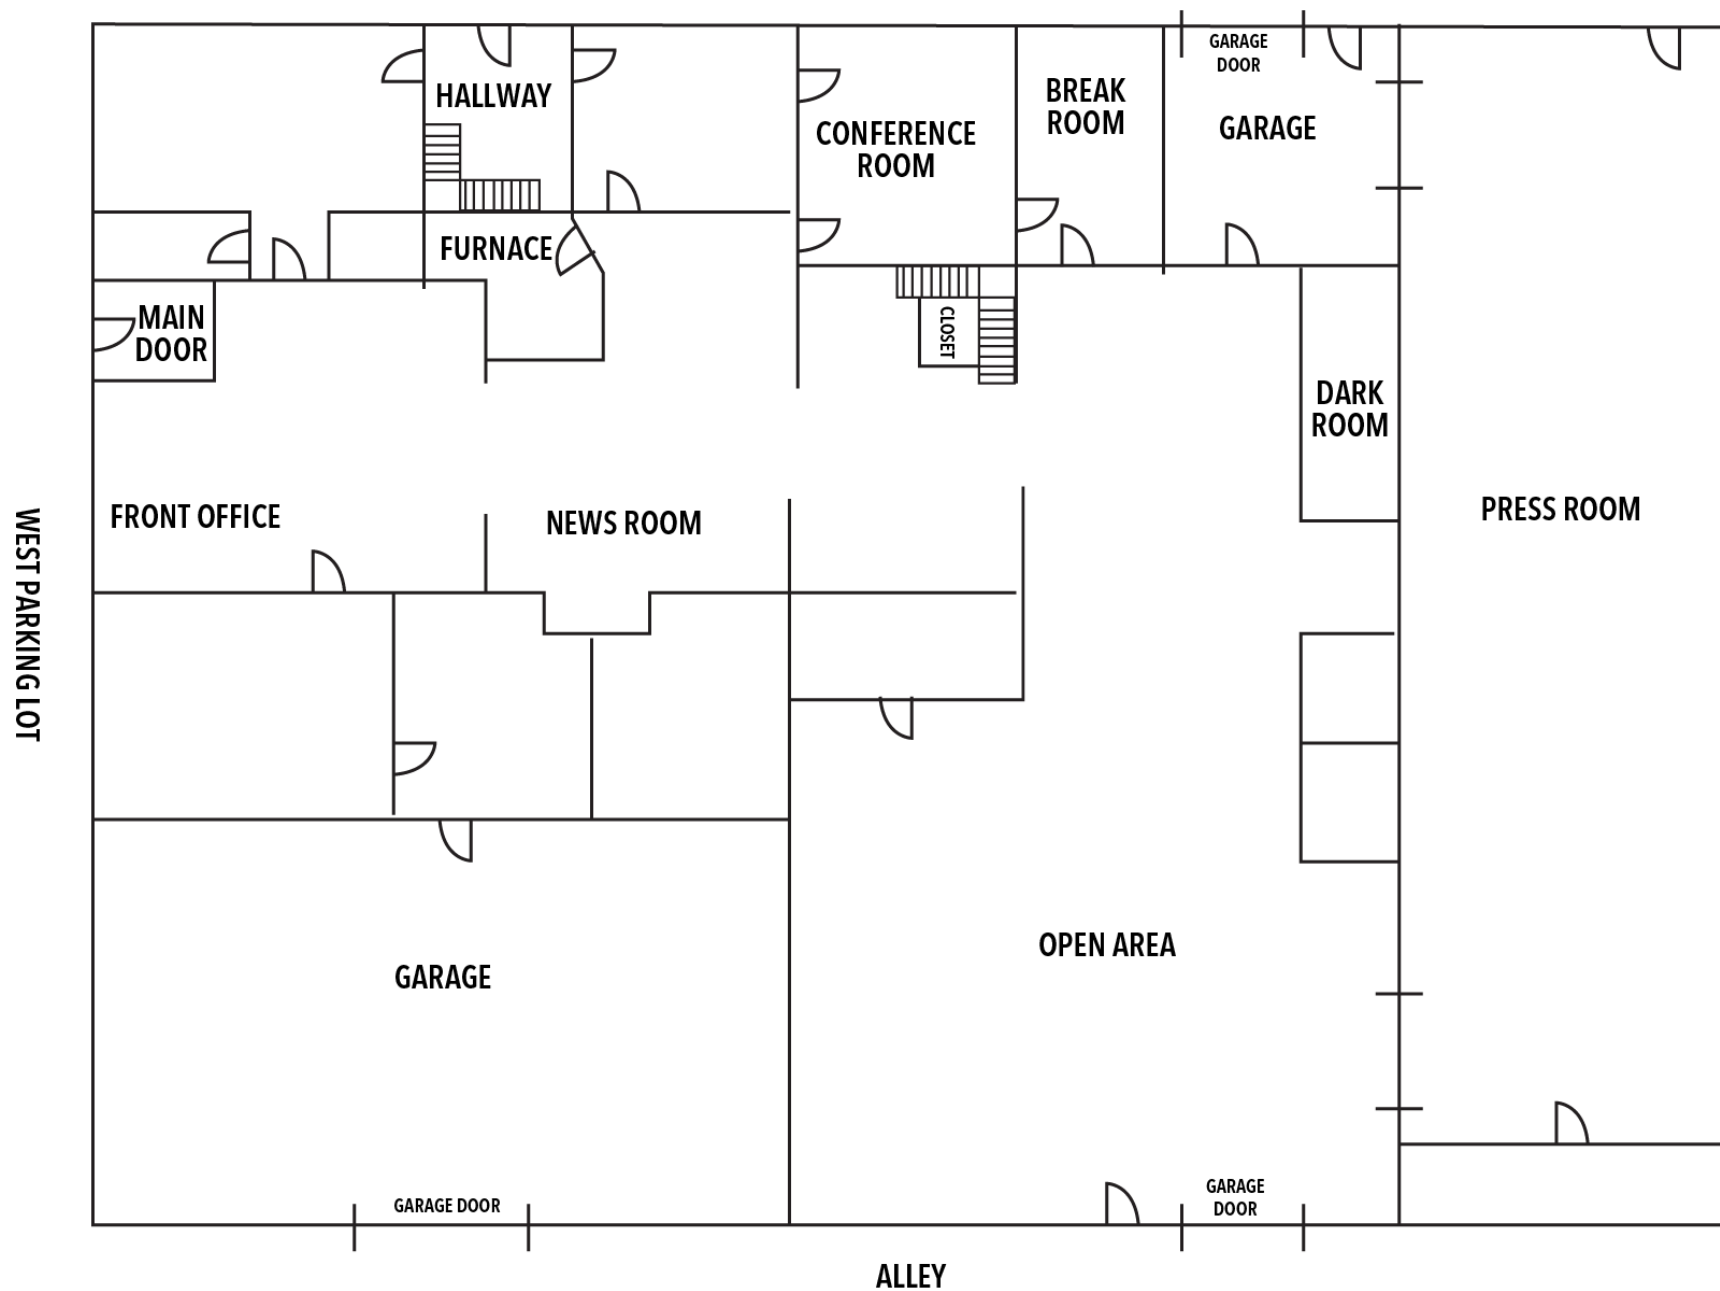 GARAGE
DOOR
HALLWAY
BREAK
ROOM
CONFERENCE
ROOM
GARAGE
FURNACE
MAIN
DOOR
CLOSET
DARK
ROOM
FRONT OFFICE
NEWS ROOM
PRESS ROOM
WEST PARKING LOT
OPEN AREA
GARAGE
GARAGE DOOR
GARAGE
DOOR
ALLEY